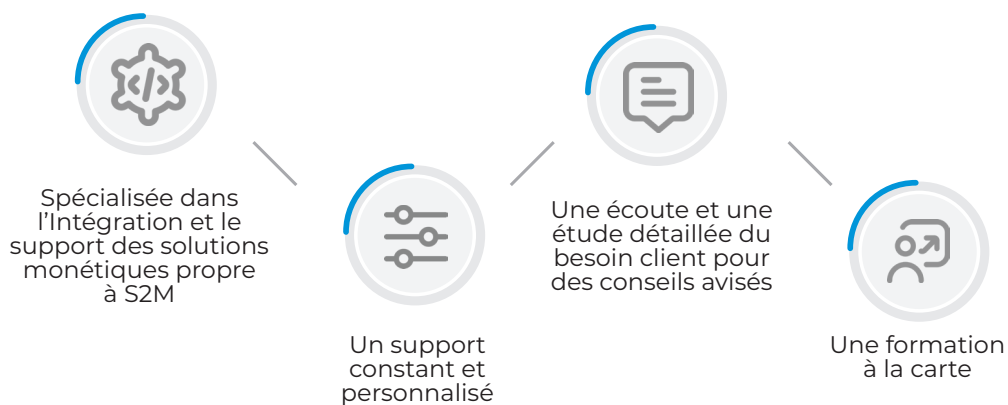 Spécialisée dans
l'Intégration et le
support des solutions
monétiques propre
à S2M
Un support
constant et
personnalisé
Une écoute et une
étude détaillée du
besoin client pour
des conseils avisés
Une formation
à la carte